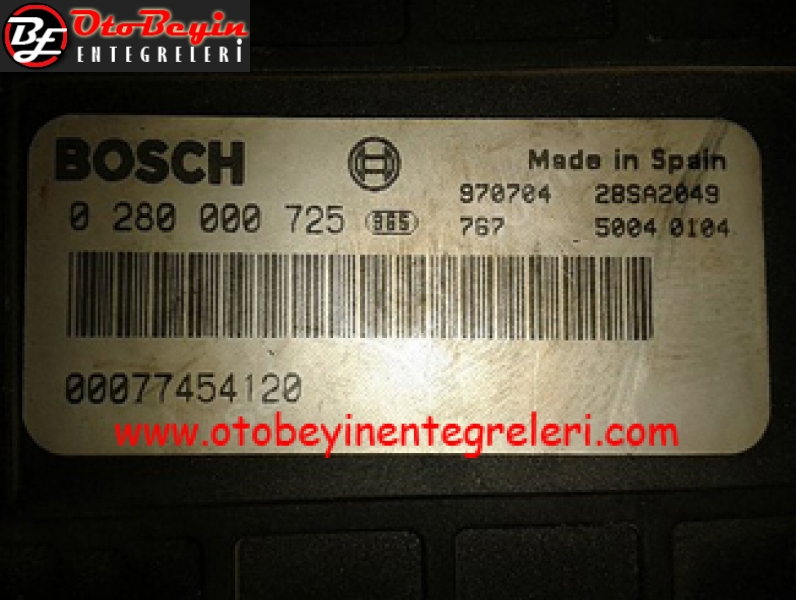 BF OtoBeyin
ENTEGRELERİ
BOSCH Made in Spain
970704 28SA2049
0 280 000 725 965 767 5004 0104
00077454120
www.otobeyinentegreleri.com